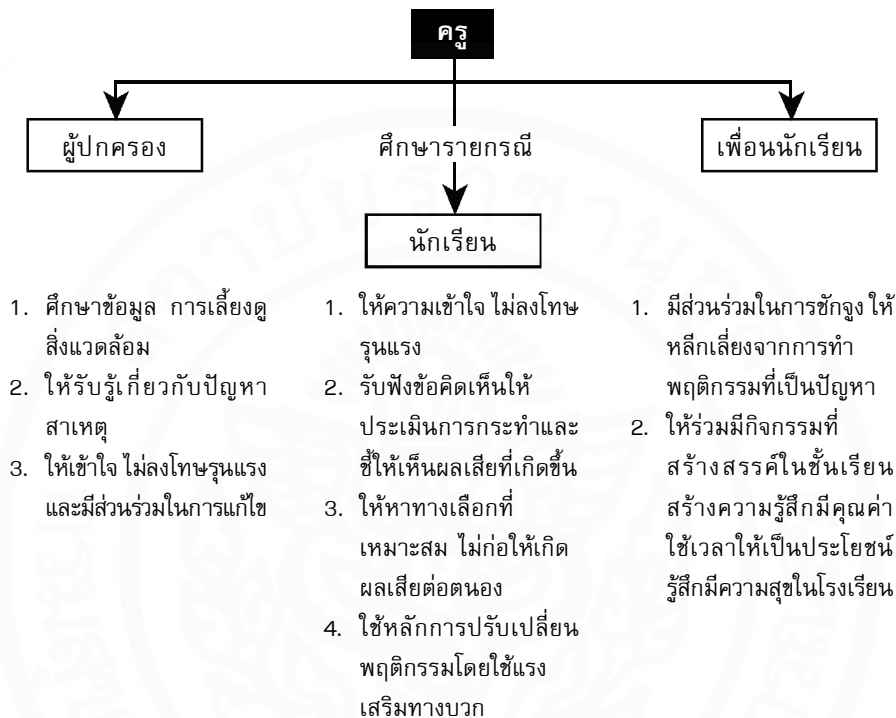 ครู
ผู้ปกครอง
ศึกษารายกรณี
เพื่อนนักเรียน
นักเรียน
1. ศึกษาข้อมูล การเลี้ยงดู
สิ่งแวดล้อม
2. ให้รับรู้เกี่ยวกับปัญหา
สาเหตุ
3. ให้เข้าใจ ไม่ลงโทษรุนแรง
และมีส่วนร่วมในการแก้ไข
1. ให้ความเข้าใจ ไม่ลงโทษ
รุนแรง
2. รับฟังข้อคิดเห็นให้
ประเมินการกระทำและ
ชี้ให้เห็นผลเสียที่เกิดขึ้น
3. ให้หาทางเลือกที่
เหมาะสม ไม่ก่อให้เกิด
ผลเสียต่อตนอง
4. ใช้หลักการปรับเปลี่ยน
พฤติกรรมโดยใช้แรง
เสริมทางบวก
1. มีส่วนร่วมในการชักจูง ให้
หลีกเลี่ยงจากการทำ
พฤติกรรมที่เป็นปัญหา
2. ให้ร่วมมีกิจกรรมที่
สร้างสรรค์ในชั้นเรียน
สร้างความรู้สึกมีคุณค่า
ใช้เวลาให้เป็นประโยชน์
รู้สึกมีความสุขในโรงเรียน